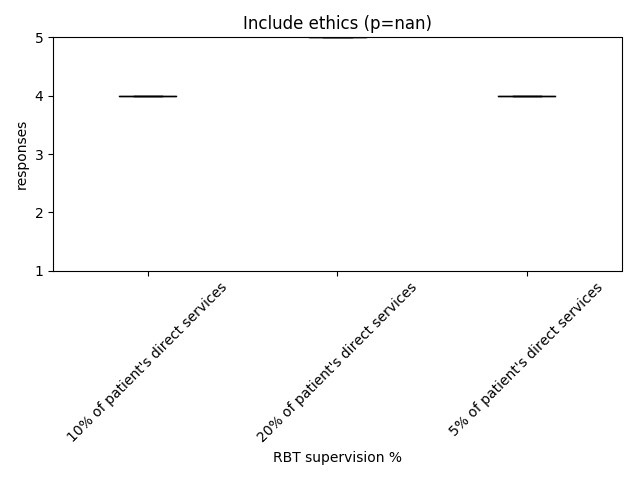 Include ethics (p=nan)
responses
5
4
3
2
1
10% of patient's direct services
20% of patient's direct services
5% of patient's direct services
RBT supervision %